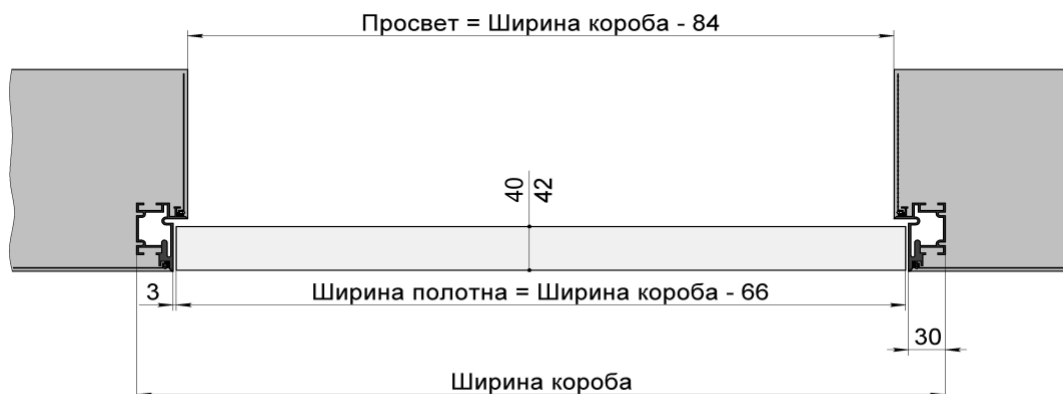 Просвет = Ширина короба - 84
40
42
3
Ширина полотна = Ширина короба - 66
30
Ширина короба